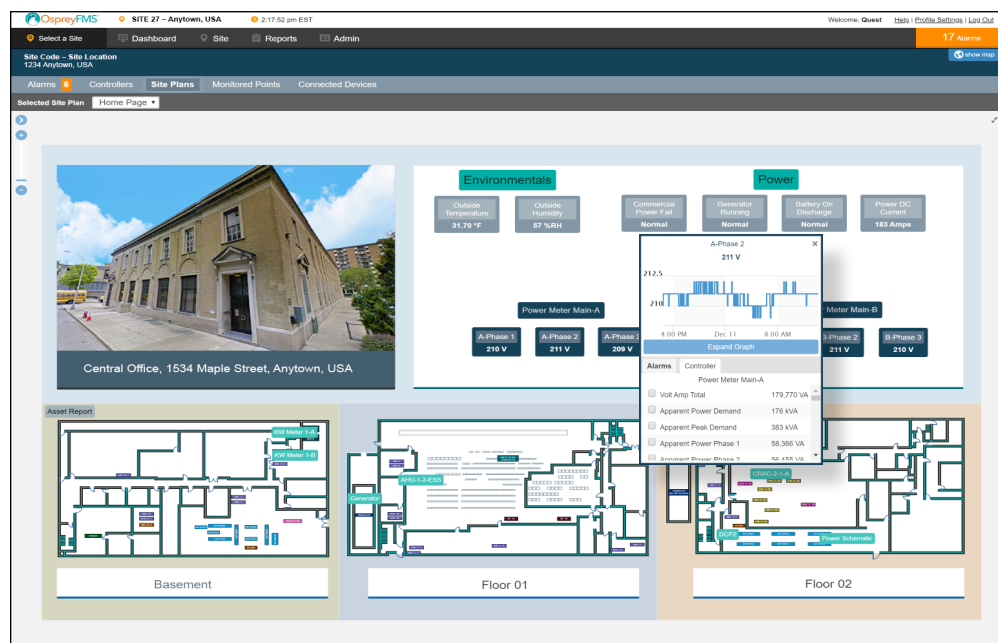 OspreyFMS
SITE 27 – Anytown, USA
2:17:52 pm EST
Welcome, Quest
Help | Profile Settings | Log Out
Select a Site
Dashboard
Site
Reports
Admin
17 Alarms
Site Code – Site Location
1234 Anytown, USA
show map
Alarms 6
Controllers
Site Plans
Monitored Points
Connected Devices
Selected Site Plan
Home Page
Environmentals
Power
Outside
Temperature
31.70 °F
Outside
Humidity
57 %RH
Commercial
Power Fail
Normal
Generator
Running
Normal
Battery On
Discharge
Normal
Power DC
Current
183 Amps
A-Phase 2
211 V
212.5
210
4:00 PM
Dec 11
8:00 AM
Expand Graph
Alarms
Controller
Power Meter Main-A
Volt Amp Total 179,770 VA
Apparent Power Demand 176 kVA
Apparent Peak Demand 383 kVA
Apparent Power Phase 1 58,366 VA
Apparent Power Phase 2 56,455 VA
Power Meter Main-A
A-Phase 1
210 V
A-Phase 2
211 V
A-Phase 3
209 V
Meter Main-B
B-Phase 2
211 V
B-Phase 3
210 V
Central Office, 1534 Maple Street, Anytown, USA
Asset Report
KW Meter 1-A
KW Meter 1-B
Basement
AHU-1-2-ESS
Generator
Floor 01
CRAC-2.1-A
DCP2
Power Schematic
Floor 02